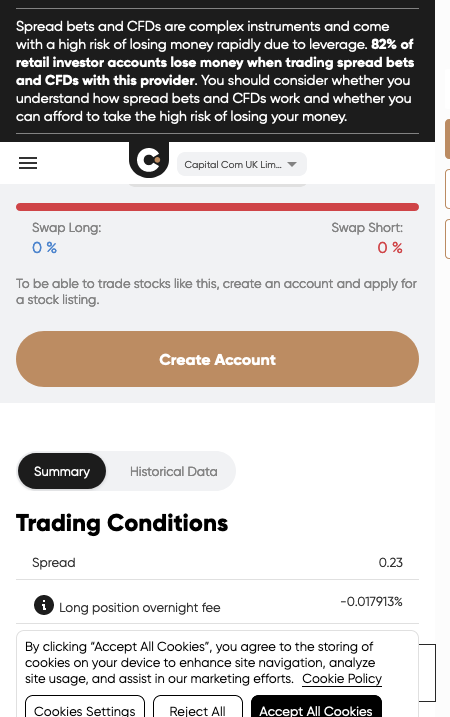 Spread bets and CFDs are complex instruments and come
with a high risk of losing money rapidly due to leverage. 82% of
retail investor accounts lose money when trading spread bets
and CFDs with this provider. You should consider whether you
understand how spread bets and CFDs work and whether you
can afford to take the high risk of losing your money.
Capital Com UK Lim...
Swap Long: Swap Short:
0 % 0 %
To be able to trade stocks like this, create an account and apply for
a stock listing.
Create Account
Summary Historical Data
Trading Conditions
Spread 0.23
Long position overnight fee -0.017913%
By clicking “Accept All Cookies”, you agree to the storing of
cookies on your device to enhance site navigation, analyze
site usage, and assist in our marketing efforts. Cookie Policy
Cookies Settings Reject All Accept All Cookies